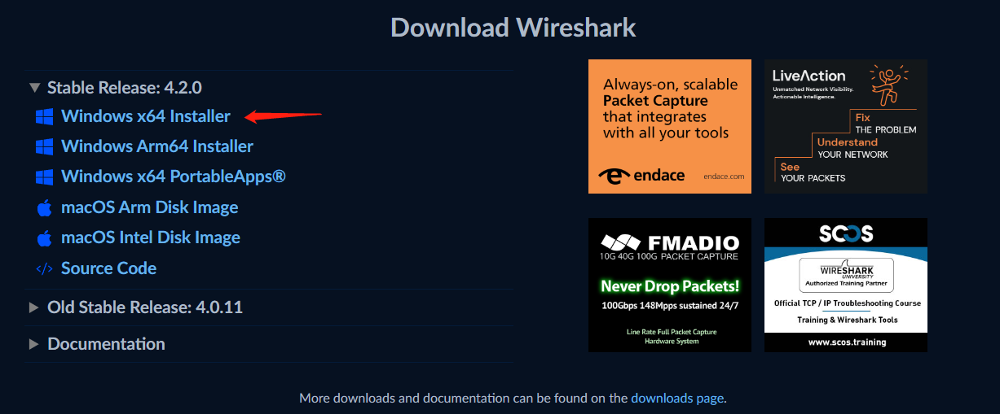 Download Wireshark
Stable Release: 4.2.0
Windows x64 Installer
Windows Arm64 Installer
Windows x64 PortableApps®
macOS Arm Disk Image
macOS Intel Disk Image
</> Source Code
Old Stable Release: 4.0.11
Documentation
Always-on, scalable
Packet Capture
that integrates
with all your tools
endace
endace.com
LiveAction
Unmatched Network Visibility.
Actionable Intelligence.
Fix
THE PROBLEM
Understand
YOUR NETWORK
See
YOUR PACKETS
FMADIO
10G 40G 100G PACKET CAPTURE
Never Drop Packets!
100Gbps 148Mpps sustained 24/7
Line Rate Full Packet Capture
Hardware System
SCOS
WIRESHARK
UNIVERSITY
Authorized Training Partner
Official TCP / IP Troubleshooting Course
Training & Wireshark Tools
www.scos.training
More downloads and documentation can be found on the downloads page.